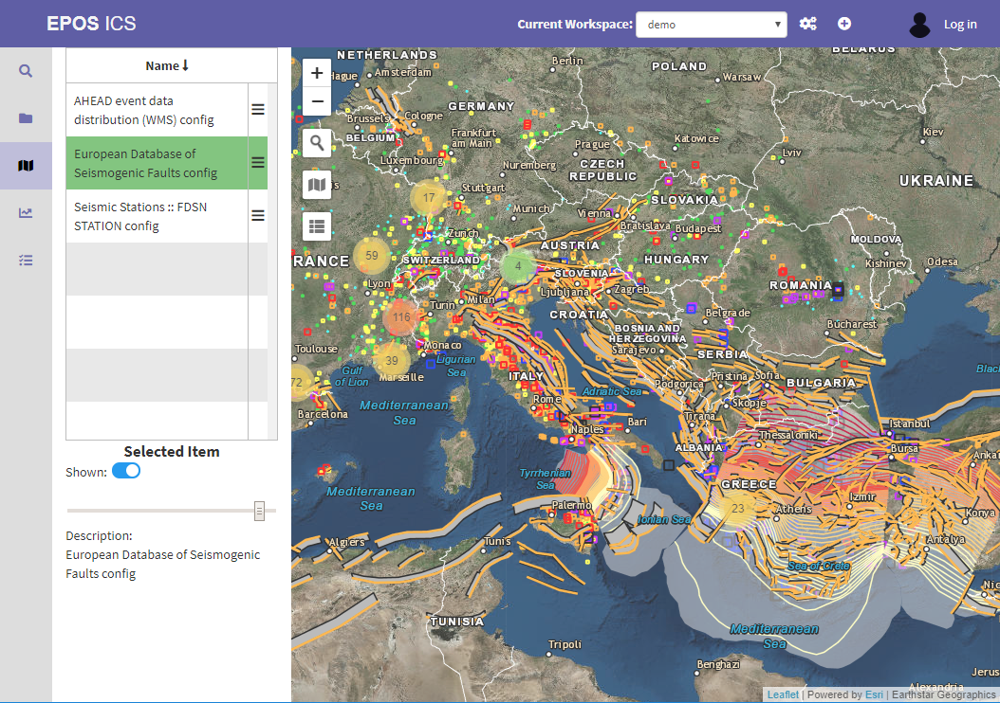 EPOS ICS
Current Workspace:
demo
Log in
Name
AHEAD event data
distribution (WMS) config
European Database of
Seismogenic Faults config
Seismic Stations :: FDSN
STATION config
Selected Item
Shown:
Description:
European Database of Seismogenic
Faults config
+
−
NETHERLANDS
Hague
Amsterdam
Berlin
POLAND
Warsaw
BELARUS
GERMANY
Brussels
Cologne
BELGIUM
Frankfurt
am Main
Luxembourg
Prague
Katowice
Kiev
Lviv
CZECH
REPUBLIC
Nuremberg
UKRAINE
Stuttgart
17
SLOVAKIA
Munich
Vienna
Bratislava
Budapest
Zurich
59
RANCE
SWITZERLAND
AUSTRIA
4
HUNGARY
MOLDOVA
Kishinev
Odesa
SLOVENIA
Ljubljana
Zagreb
ROMANIA
Lyon
Milan
Turin
116
CROATIA
Belgrade
Bucharest
BOSNIA AND
HERZEGOVINA
Sarajevo
SERBIA
Toulouse
Monaco
39
Marseille
Ligurian
Sea
Gulf
of Lion
72
ITALY
Adriatic Sea
Podgorica
Pristina
Sofia
BULGARIA
Black
Barcelona
Mediterranean
Sea
Rome
Skopje
Tirana
Bari
Naples
Thessaloniki
Istanbul
Bursa
ALBANIA
Ankar
Tyrrhenian
Sea
GREECE
Izmir
Mediterranean
Sea
Palermo
Ionian Sea
23
Athens
Konya
Algiers
Tunis
Antalya
Sea of Crete
Nic
TUNISIA
Mediterranean
Sea
Tripoli
Benghazi
Jerus
Alexandria
Leaflet | Powered by Esri | Earthstar Geographics